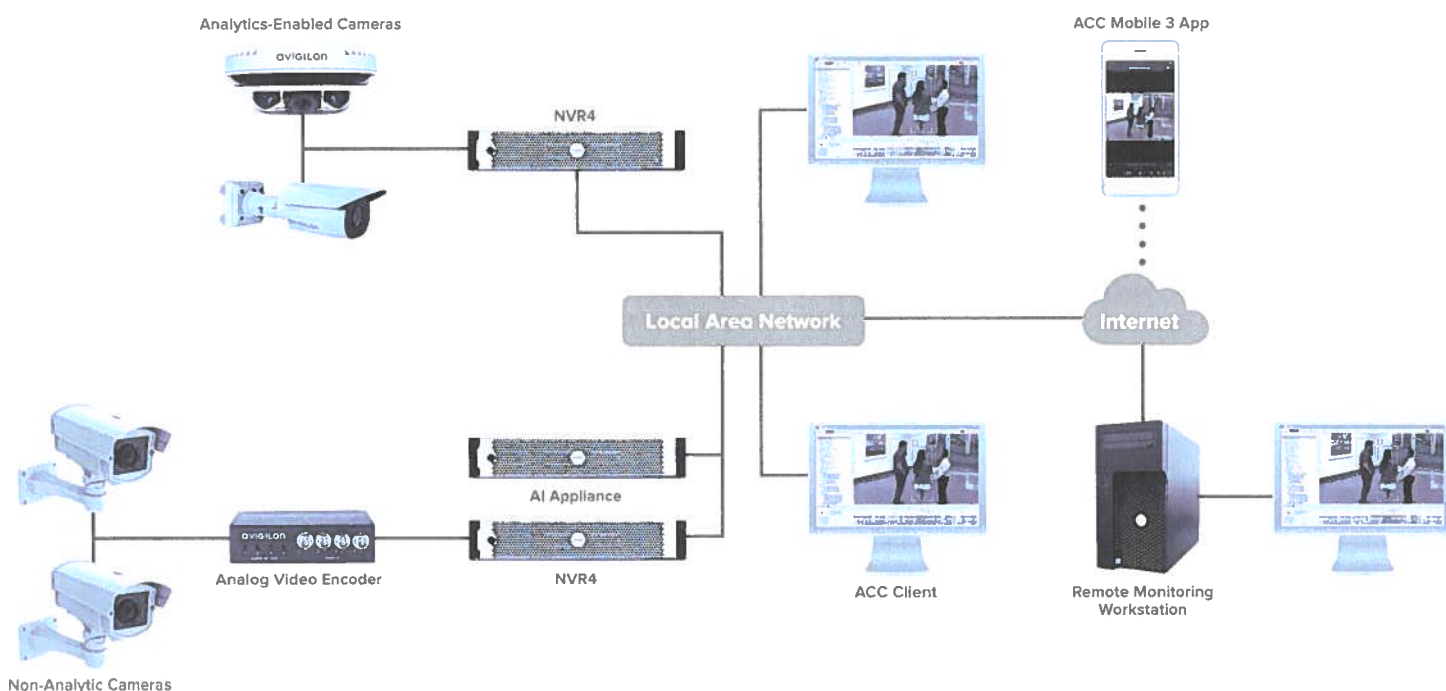 Analytics-Enabled Cameras
ACC Mobile 3 App
aVIGILON
NVR4
Local Area Network
Internet
AI Appliance
aVIGILON
Analog Video Encoder
NVR4
ACC Client
Remote Monitoring
Workstation
Non-Analytic Cameras